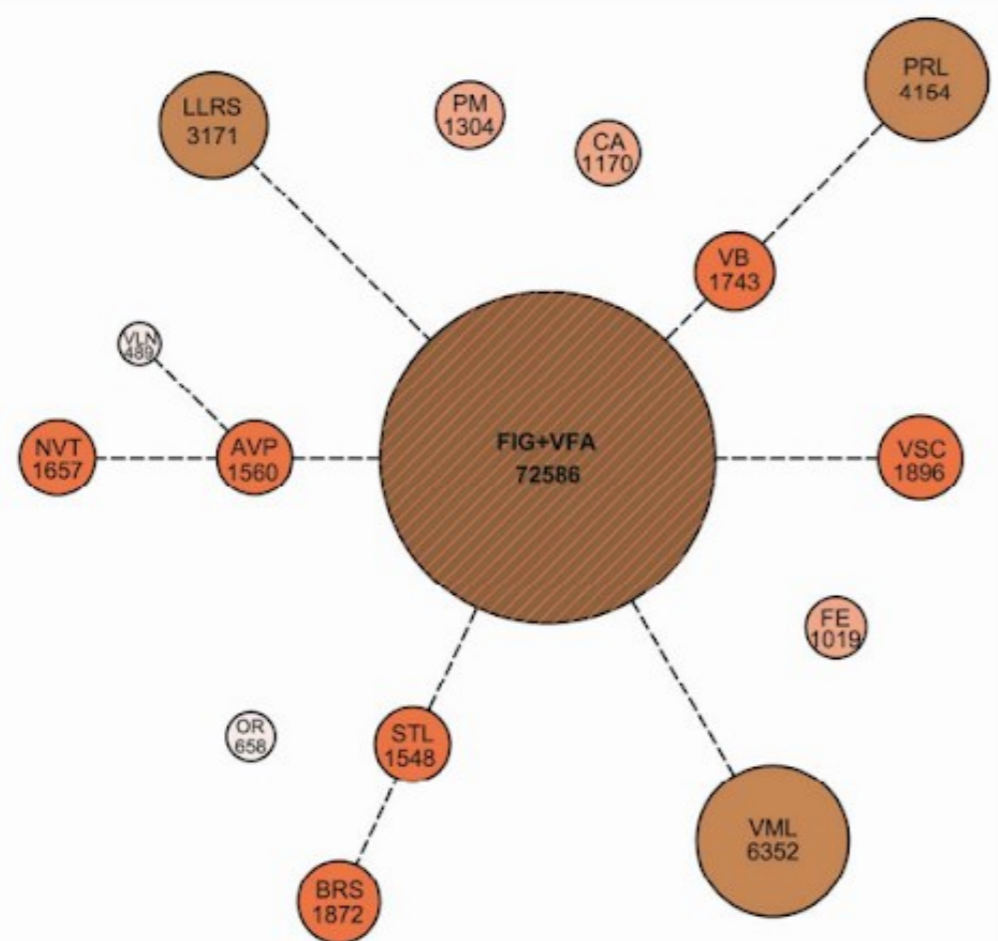 LLRS
3171
PM
1304
CA
1170
PRL
4154
VB
1743
VLN
489
NVT
1657
AVP
1560
FIG+VFA
72586
VSC
1896
FE
1019
OR
658
STL
1548
VML
6352
BRS
1872